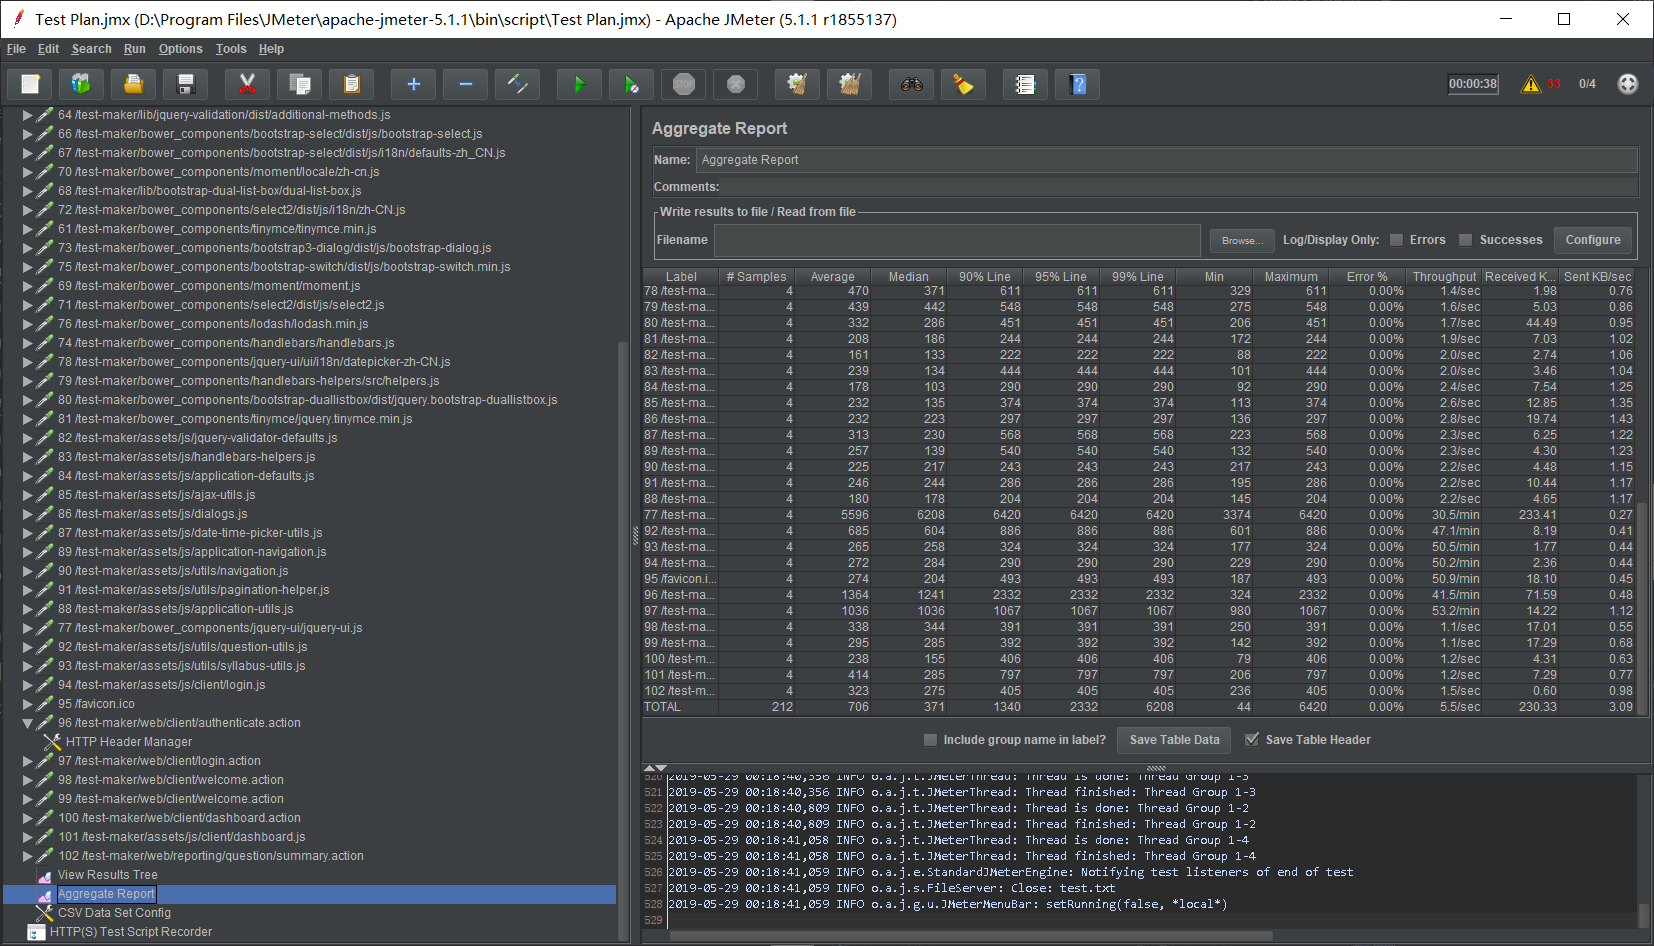 Test Plan.jmx (D:\Program Files\JMeter\apache-jmeter-5.1.1\bin\script\Test Plan.jmx) - Apache JMeter (5.1.1 r1855137)
File Edit Search Run Options Tools Help
00:00:38 33 0/4
64 /test-maker/lib/jquery-validation/dist/additional-methods.js
66 /test-maker/bower_components/bootstrap-select/dist/js/bootstrap-select.js
67 /test-maker/bower_components/bootstrap-select/dist/js/i18n/defaults-zh_CN.js
70 /test-maker/bower_components/moment/locale/zh-cn.js
68 /test-maker/lib/bootstrap-dual-list-box/dual-list-box.js
72 /test-maker/bower_components/select2/dist/js/i18n/zh-CN.js
61 /test-maker/bower_components/tinymce/tinymce.min.js
73 /test-maker/bower_components/bootstrap3-dialog/dist/js/bootstrap-dialog.js
75 /test-maker/bower_components/bootstrap-switch/dist/js/bootstrap-switch.min.js
69 /test-maker/bower_components/moment/moment.js
71 /test-maker/bower_components/select2/dist/js/select2.js
76 /test-maker/bower_components/lodash/lodash.min.js
74 /test-maker/bower_components/handlebars/handlebars.js
78 /test-maker/bower_components/jquery-ui/ui/i18n/datepicker-zh-CN.js
79 /test-maker/bower_components/handlebars-helpers/src/helpers.js
80 /test-maker/bower_components/bootstrap-duallistbox/dist/jquery.bootstrap-duallistbox.js
81 /test-maker/bower_components/tinymce/jquery.tinymce.min.js
82 /test-maker/assets/js/jquery-validator-defaults.js
83 /test-maker/assets/js/handlebars-helpers.js
84 /test-maker/assets/js/application-defaults.js
85 /test-maker/assets/js/ajax-utils.js
86 /test-maker/assets/js/dialogs.js
87 /test-maker/assets/js/date-time-picker-utils.js
89 /test-maker/assets/js/application-navigation.js
90 /test-maker/assets/js/utils/navigation.js
91 /test-maker/assets/js/utils/pagination-helper.js
88 /test-maker/assets/js/application-utils.js
77 /test-maker/bower_components/jquery-ui/jquery-ui.js
92 /test-maker/assets/js/utils/question-utils.js
93 /test-maker/assets/js/utils/syllabus-utils.js
94 /test-maker/assets/js/client/login.js
95 /favicon.ico
96 /test-maker/web/client/authenticate.action
HTTP Header Manager
97 /test-maker/web/client/login.action
98 /test-maker/web/client/welcome.action
99 /test-maker/web/client/welcome.action
100 /test-maker/web/client/dashboard.action
101 /test-maker/assets/js/client/dashboard.js
102 /test-maker/web/reporting/question/summary.action
View Results Tree
Aggregate Report
CSV Data Set Config
HTTP(S) Test Script Recorder
Aggregate Report
Name: Aggregate Report
Comments:
Write results to file / Read from file
Filename Browse... Log/Display Only: Errors Successes Configure
Label # Samples Average Median 90% Line 95% Line 99% Line Min Maximum Error % Throughput Received K... Sent KB/sec
78 /test-ma... 4 470 371 611 611 611 329 611 0.00% 1.4/sec 1.98 0.76
79 /test-ma... 4 439 442 548 548 548 275 548 0.00% 1.6/sec 5.03 0.86
80 /test-ma... 4 332 286 451 451 451 206 451 0.00% 1.7/sec 44.49 0.95
81 /test-ma... 4 208 186 244 244 244 172 244 0.00% 1.9/sec 7.03 1.02
82 /test-ma... 4 161 133 222 222 222 88 222 0.00% 2.0/sec 2.74 1.06
83 /test-ma... 4 239 134 444 444 444 101 444 0.00% 2.0/sec 3.46 1.04
84 /test-ma... 4 178 103 290 290 290 92 290 0.00% 2.4/sec 7.54 1.25
85 /test-ma... 4 232 135 374 374 374 113 374 0.00% 2.6/sec 12.85 1.35
86 /test-ma... 4 232 223 297 297 297 136 297 0.00% 2.8/sec 19.74 1.43
87 /test-ma... 4 313 230 568 568 568 223 568 0.00% 2.3/sec 6.25 1.22
89 /test-ma... 4 257 139 540 540 540 132 540 0.00% 2.3/sec 4.30 1.23
90 /test-ma... 4 225 217 243 243 243 217 243 0.00% 2.2/sec 4.48 1.15
91 /test-ma... 4 246 244 286 286 286 195 286 0.00% 2.2/sec 10.44 1.17
88 /test-ma... 4 180 178 204 204 204 145 204 0.00% 2.2/sec 4.65 1.17
77 /test-ma... 4 5596 6208 6420 6420 6420 3374 6420 0.00% 30.5/min 233.41 0.27
92 /test-ma... 4 685 604 886 886 886 601 886 0.00% 47.1/min 8.19 0.41
93 /test-ma... 4 265 258 324 324 324 177 324 0.00% 50.5/min 1.77 0.44
94 /test-ma... 4 272 284 290 290 290 229 290 0.00% 50.2/min 2.36 0.44
95 /favicon.i... 4 274 204 493 493 493 187 493 0.00% 50.9/min 18.10 0.45
96 /test-ma... 4 1364 1241 2332 2332 2332 324 2332 0.00% 41.5/min 71.59 0.48
97 /test-ma... 4 1036 1036 1067 1067 1067 980 1067 0.00% 53.2/min 14.22 1.12
98 /test-ma... 4 338 344 391 391 391 250 391 0.00% 1.1/sec 17.01 0.55
99 /test-ma... 4 295 285 392 392 392 142 392 0.00% 1.1/sec 17.29 0.68
100 /test-m... 4 238 155 406 406 406 79 406 0.00% 1.2/sec 4.31 0.63
101 /test-m... 4 414 285 797 797 797 206 797 0.00% 1.2/sec 7.29 0.77
102 /test-m... 4 323 275 405 405 405 236 405 0.00% 1.5/sec 0.60 0.98
TOTAL 212 706 371 1340 2332 6208 44 6420 0.00% 5.5/sec 230.33 3.09
Include group name in label? Save Table Data Save Table Header
520 2019-05-29 00:18:40,356 INFO o.a.j.t.JMeterThread: Thread is done: Thread Group 1-3
521 2019-05-29 00:18:40,356 INFO o.a.j.t.JMeterThread: Thread finished: Thread Group 1-3
522 2019-05-29 00:18:40,809 INFO o.a.j.t.JMeterThread: Thread is done: Thread Group 1-2
523 2019-05-29 00:18:40,809 INFO o.a.j.t.JMeterThread: Thread finished: Thread Group 1-2
524 2019-05-29 00:18:41,058 INFO o.a.j.t.JMeterThread: Thread is done: Thread Group 1-4
525 2019-05-29 00:18:41,058 INFO o.a.j.t.JMeterThread: Thread finished: Thread Group 1-4
526 2019-05-29 00:18:41,059 INFO o.a.j.e.StandardJMeterEngine: Notifying test listeners of end of test
527 2019-05-29 00:18:41,059 INFO o.a.j.s.FileServer: Close: test.txt
528 2019-05-29 00:18:41,059 INFO o.a.j.g.u.JMeterMenuBar: setRunning(false, *local*)
529